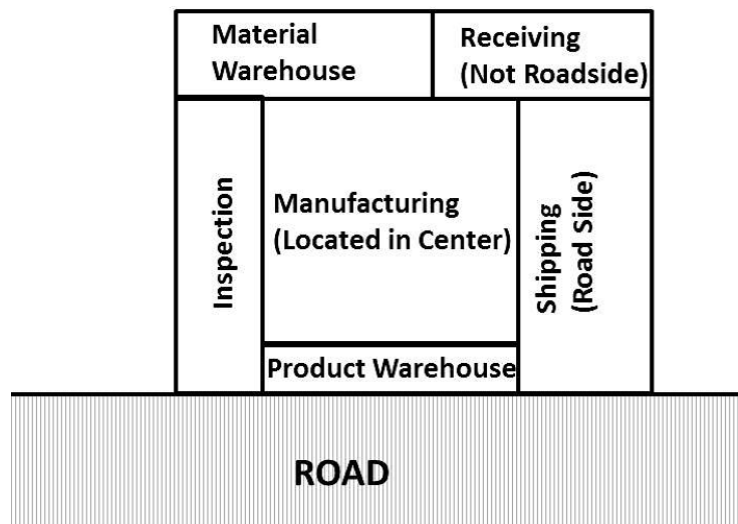 Material
Warehouse
Receiving
(Not Roadside)
Inspection
Manufacturing
(Located in Center)
Shipping
(Road Side)
Product Warehouse
ROAD